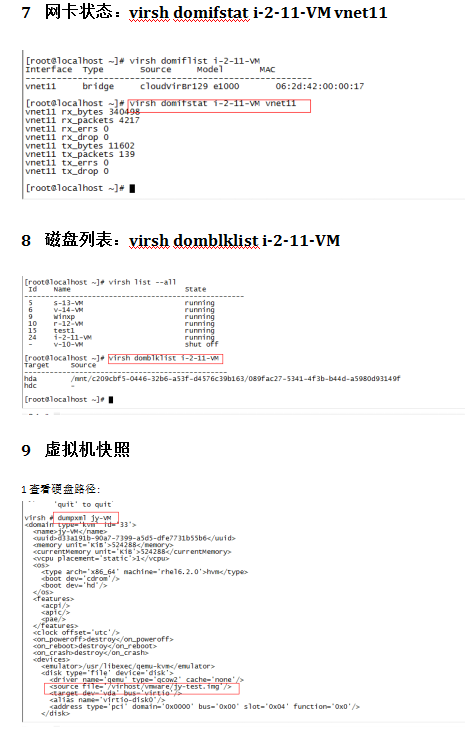 7 网卡状态：virsh domifstat i-2-11-VM vnet11
[root@localhost ~]# virsh domiflist i-2-11-VM
Interface Type Source Model MAC
-------------------------------------------------------
vnet11 bridge cloudVirBr129 e1000 06:2d:42:00:00:17
[root@localhost ~]# virsh domifstat i-2-11-VM vnet11
vnet11 rx_bytes 340498
vnet11 rx_packets 4217
vnet11 rx_errs 0
vnet11 rx_drop 0
vnet11 tx_bytes 11602
vnet11 tx_packets 139
vnet11 tx_errs 0
vnet11 tx_drop 0
[root@localhost ~]#
8 磁盘列表：virsh domblklist i-2-11-VM
[root@localhost ~]# virsh list --all
Id Name State
----------------------------------------------------
5 s-13-VM running
6 v-14-VM running
9 Winxp running
10 r-12-VM running
15 test1 running
24 i-2-11-VM running
- v-10-VM shut off
[root@localhost ~]# virsh domblklist i-2-11-VM
Target Source
------------------------------------------------
hda /mnt/c209cbf5-0446-32b6-a53f-d4576c39b163/089fac27-5341-4f3b-b44d-a5980d93149f
hdc -
[root@localhost ~]#
9 虚拟机快照
1 查看硬盘路径：
'quit' to quit
virsh # dumpxml jy-VM
<domain type='kvm' id='33'>
<name>jy-VM</name>
<uuid>d33a191b-90a7-7399-a5d5-dfe7731b55b6</uuid>
<memory unit='KiB'>524288</memory>
<currentMemory unit='KiB'>524288</currentMemory>
<vcpu placement='static'>1</vcpu>
<os>
<type arch='x86_64' machine='rhel6.2.0'>hvm</type>
<boot dev='cdrom'/>
<boot dev='hd'/>
</os>
<features>
<acpi/>
<apic/>
<pae/>
</features>
<clock offset='utc'/>
<on_poweroff>destroy</on_poweroff>
<on_reboot>destroy</on_reboot>
<on_crash>destroy</on_crash>
<devices>
<emulator>/usr/libexec/qemu-kvm</emulator>
<disk type='file' device='disk'>
<driver name='qemu' type='qcow2' cache='none'/>
<source file='/virhost/vmware/jy-test.img'/>
<target dev='vda' bus='virtio'/>
<alias name='virtio-disk0'/>
<address type='pci' domain='0x0000' bus='0x00' slot='0x04' function='0x0'/>
</disk>